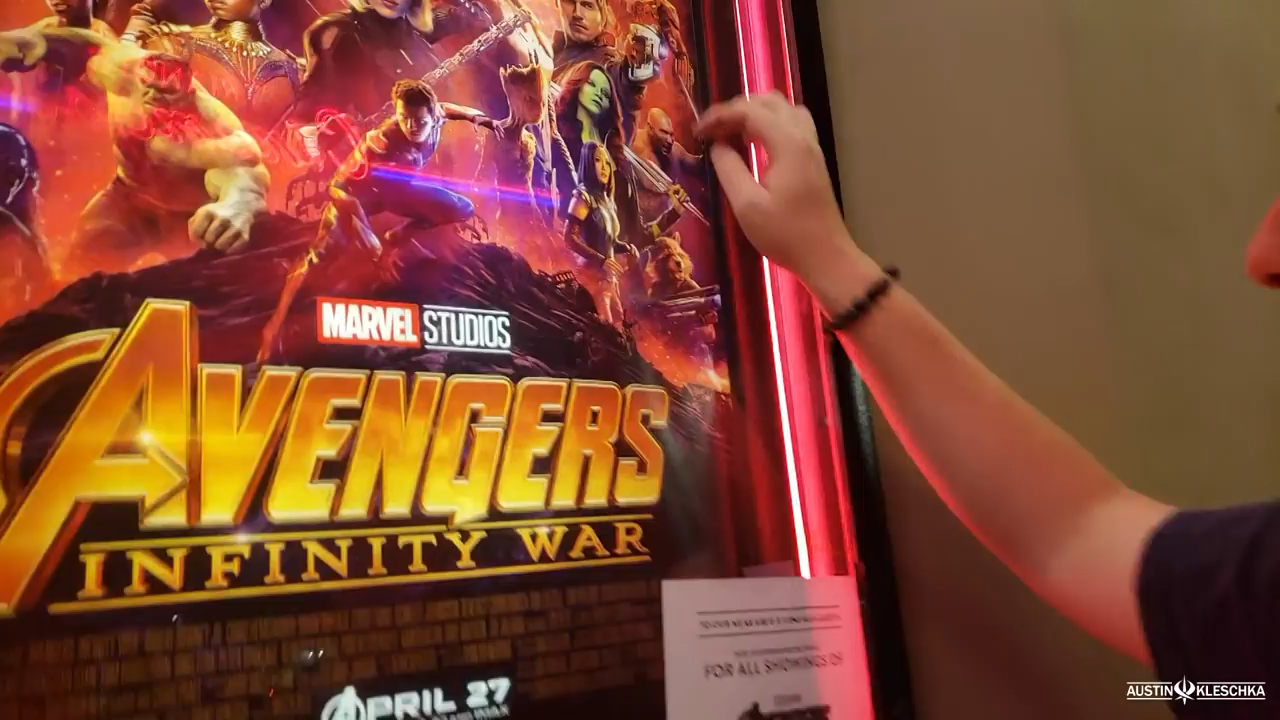 MARVEL STUDIOS
AVENGERS
INFINITY WAR
APRIL 27
FOR ALL SHOWINGS OF
AUSTIN KLESCHKA